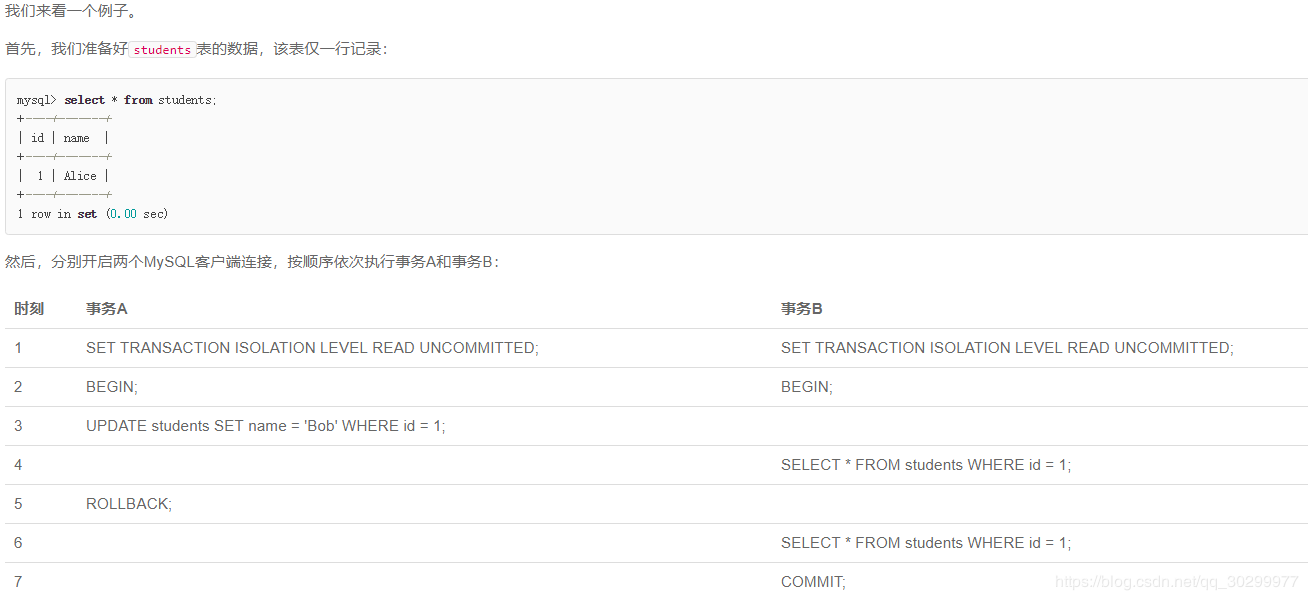 我们来看一个例子。
首先，我们准备好students表的数据，该表仅一行记录：
mysql> select * from students;
+----+-------+
| id | name  |
+----+-------+
|  1 | Alice |
+----+-------+
1 row in set (0.00 sec)
然后，分别开启两个MySQL客户端连接，按顺序依次执行事务A和事务B：
时刻 事务A 事务B
1 SET TRANSACTION ISOLATION LEVEL READ UNCOMMITTED; SET TRANSACTION ISOLATION LEVEL READ UNCOMMITTED;
2 BEGIN; BEGIN;
3 UPDATE students SET name = 'Bob' WHERE id = 1;
4 SELECT * FROM students WHERE id = 1;
5 ROLLBACK;
6 SELECT * FROM students WHERE id = 1;
7 COMMIT;
https://blog.csdn.net/qq_30299977